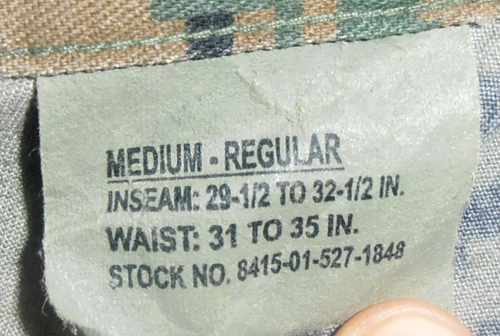 MEDIUM - REGULAR
INSEAM: 29-1/2 TO 32-1/2 IN.
WAIST: 31 TO 35 IN.
STOCK NO. 8415-01-527-1848